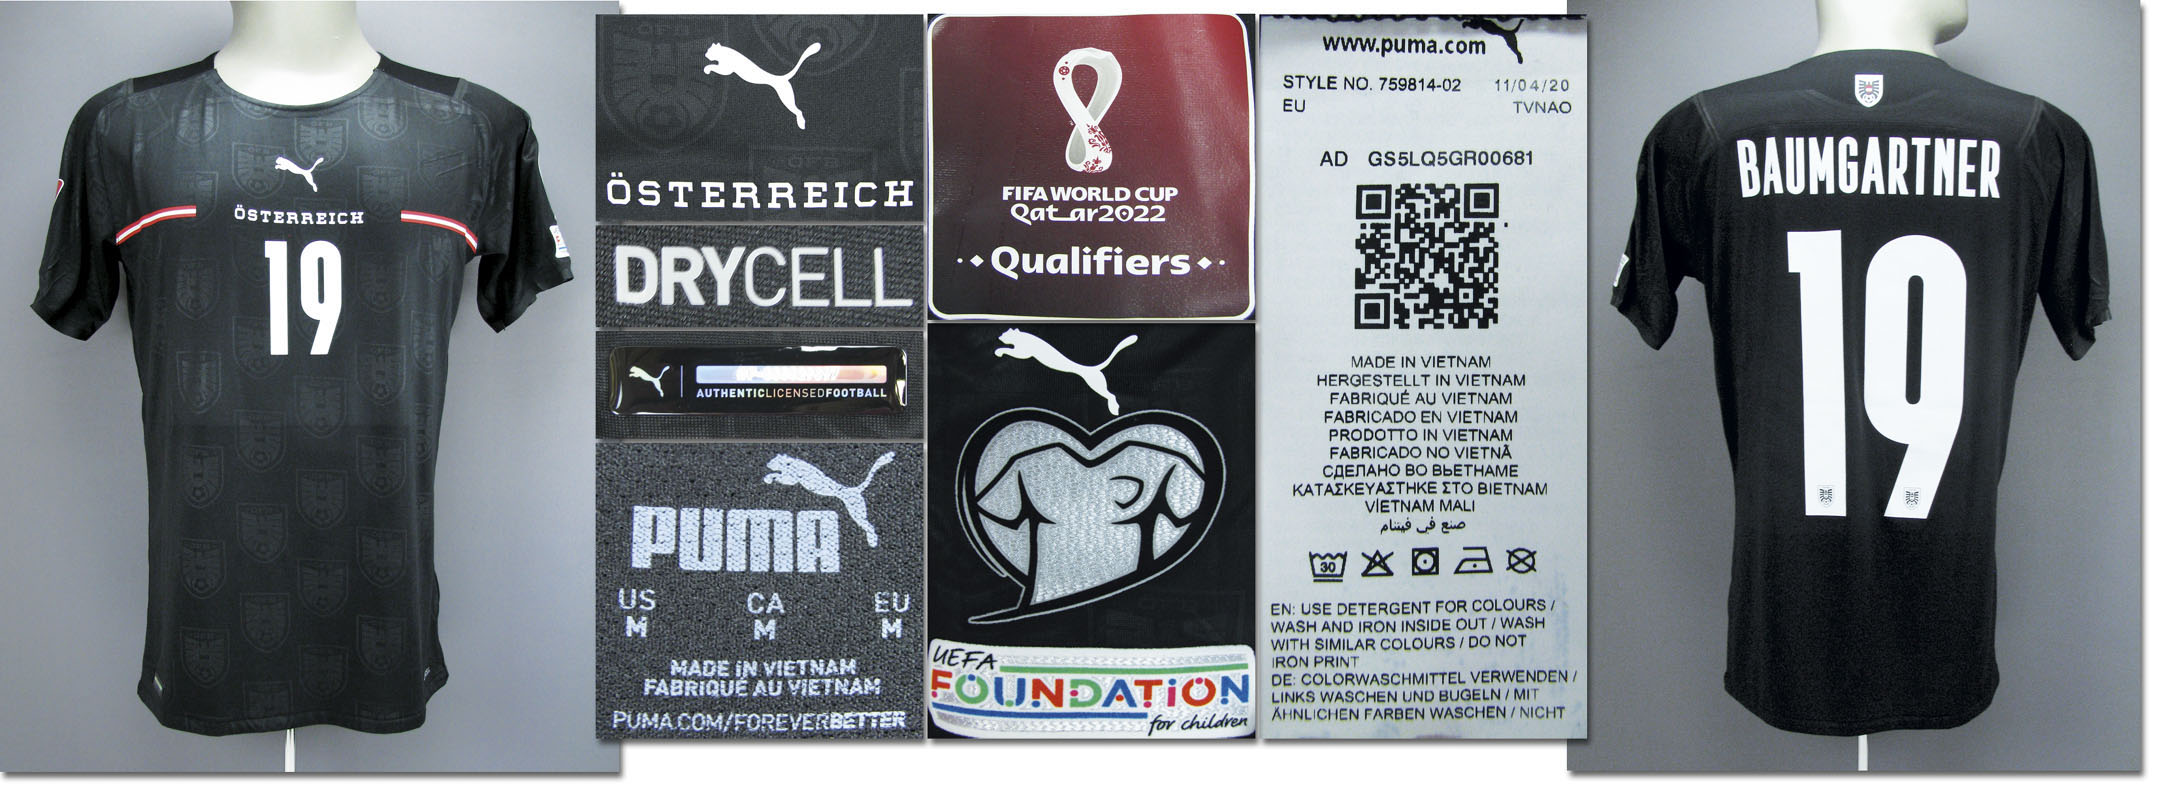 ÖSTERREICH
19
ÖSTERREICH
DRYCELL
AUTHENTICLICENSEDFOOTBALL
PUMA
US CA EU
M M M
MADE IN VIETNAM
FABRIQUÉ AU VIETNAM
PUMA.COM/FOREVERBETTER
FIFA WORLD CUP
Qatar2022
Qualifiers
UEFA
FOUNDATION
for children
www.puma.com
STYLE NO. 759814-02 11/04/20
EU TVNAO
AD GS5LQ5GR00681
MADE IN VIETNAM
HERGESTELLT IN VIETNAM
FABRIQUÉ AU VIETNAM
FABRICADO EN VIETNAM
PRODOTTO IN VIETNAM
FABRICADO NO VIETNÃ
СДЕЛАНО ВО ВЬЕТНАМЕ
ΚΑΤΑΣΚΕΥΑΣΤΗΚΕ ΣΤΟ ΒΙΕΤΝΑΜ
VİETNAM MALI
صنع في فيتنام
30
EN: USE DETERGENT FOR COLOURS /
WASH AND IRON INSIDE OUT / WASH
WITH SIMILAR COLOURS / DO NOT
IRON PRINT
DE: COLORWASCHMITTEL VERWENDEN /
LINKS WASCHEN UND BÜGELN / MIT
ÄHNLICHEN FARBEN WASCHEN / NICHT
BAUMGARTNER
19